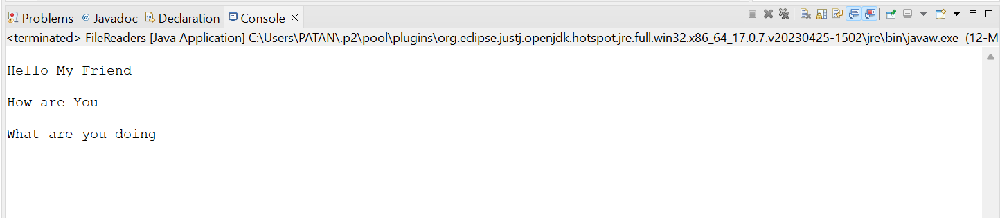 Problems @ Javadoc Declaration Console
<terminated> FileReaders [Java Application] C:\Users\PATAN\.p2\pool\plugins\org.eclipse.justj.openjdk.hotspot.jre.full.win32.x86_64_17.0.7.v20230425-1502\jre\bin\javaw.exe (12-M
Hello My Friend
How are You
What are you doing